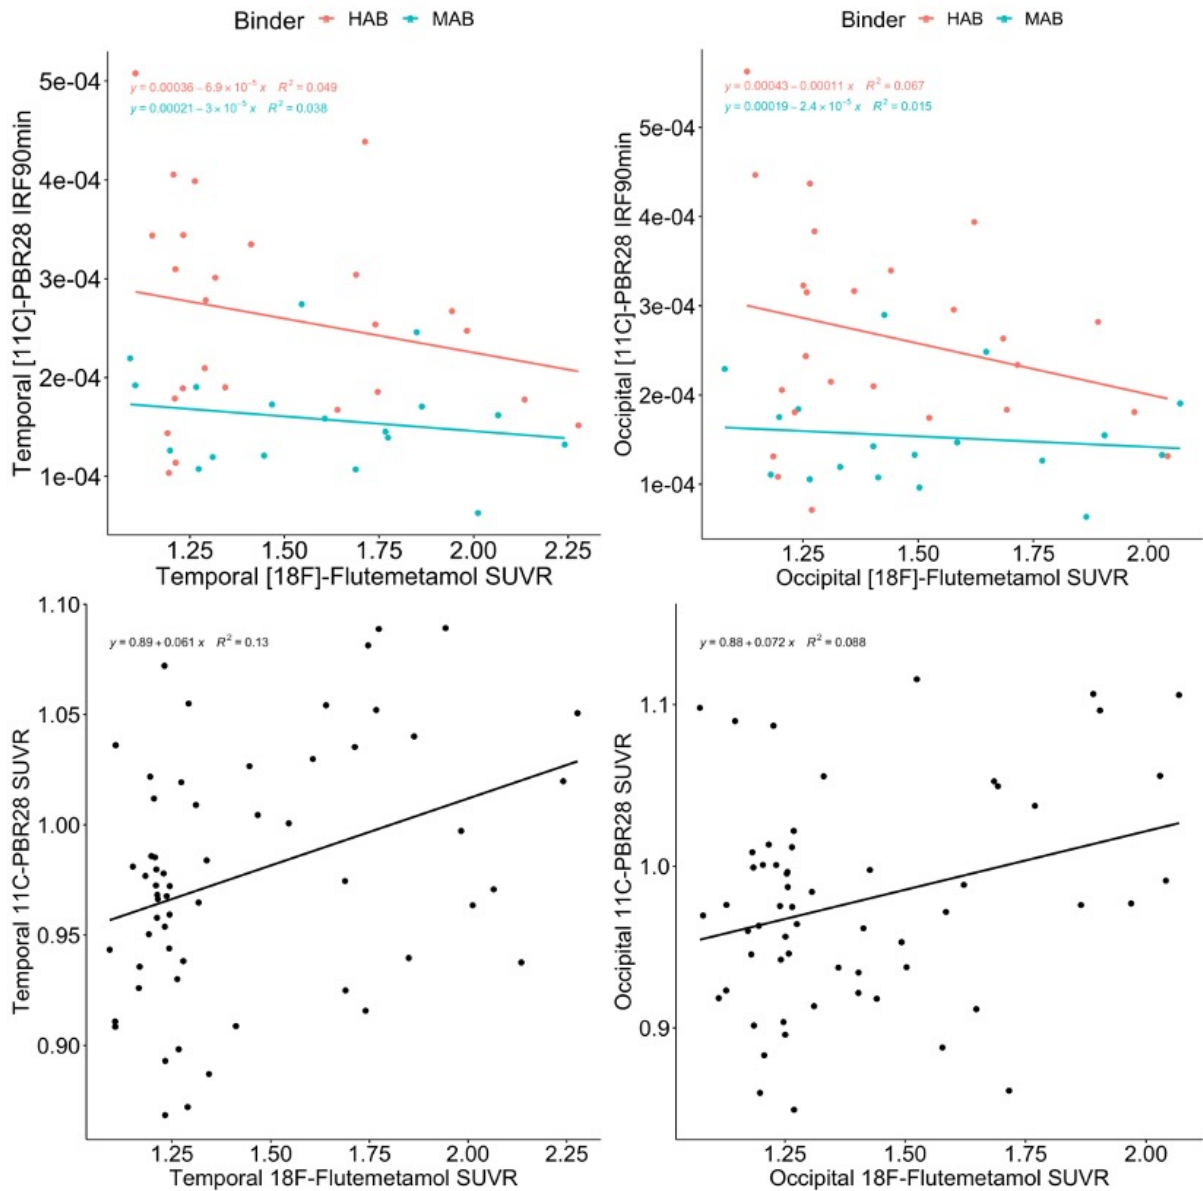 Binder HAB MAB
y = 0.00036 − 6.9 × 10⁻⁵ x R² = 0.049
y = 0.00021 − 3 × 10⁻⁵ x R² = 0.038
Temporal [11C]-PBR28 IRF90min
5e-04
4e-04
3e-04
2e-04
1e-04
1.25 1.50 1.75 2.00 2.25
Temporal [18F]-Flutemetamol SUVR
Binder HAB MAB
y = 0.00043 − 0.00011 x R² = 0.067
y = 0.00019 − 2.4 × 10⁻⁵ x R² = 0.015
Occipital [11C]-PBR28 IRF90min
5e-04
4e-04
3e-04
2e-04
1e-04
1.25 1.50 1.75 2.00
Occipital [18F]-Flutemetamol SUVR
y = 0.89 + 0.061 x R² = 0.13
Temporal 11C-PBR28 SUVR
1.10
1.05
1.00
0.95
0.90
1.25 1.50 1.75 2.00 2.25
Temporal 18F-Flutemetamol SUVR
y = 0.88 + 0.072 x R² = 0.088
Occipital 11C-PBR28 SUVR
1.1
1.0
0.9
1.25 1.50 1.75 2.00
Occipital 18F-Flutemetamol SUVR